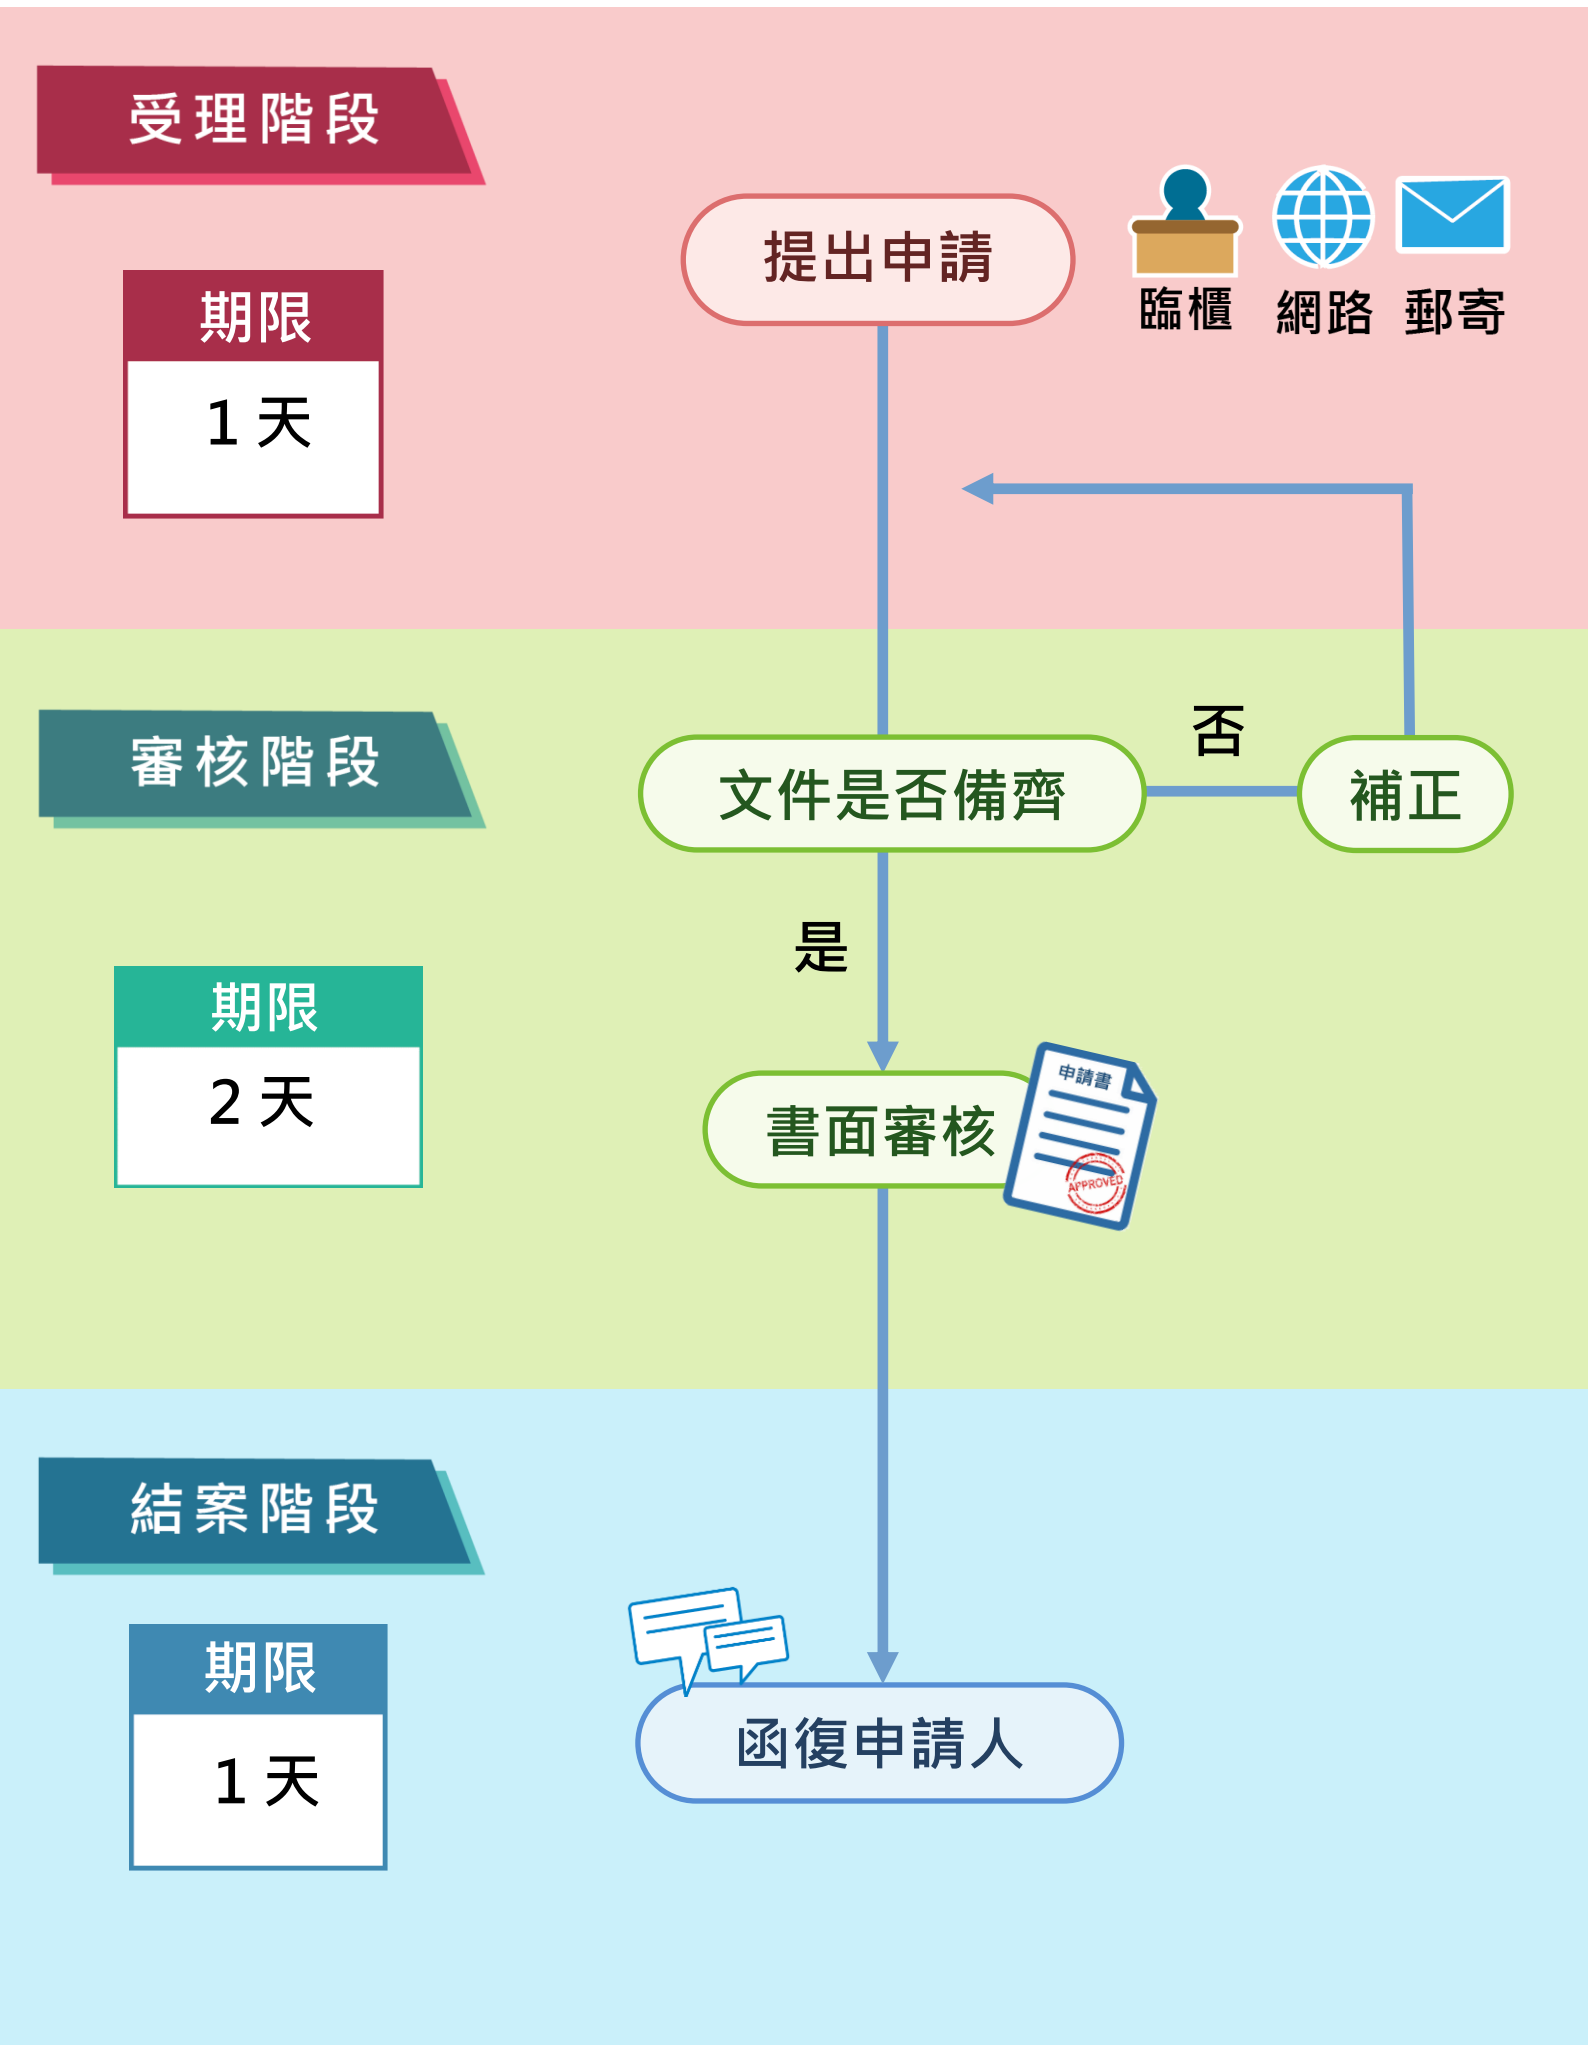 受理階段
提出申請
臨櫃
網路
郵寄
期限
1 天
審核階段
否
文件是否備齊
補正
是
期限
2 天
書面審核
申請書
APPROVED
結案階段
期限
1 天
函復申請人